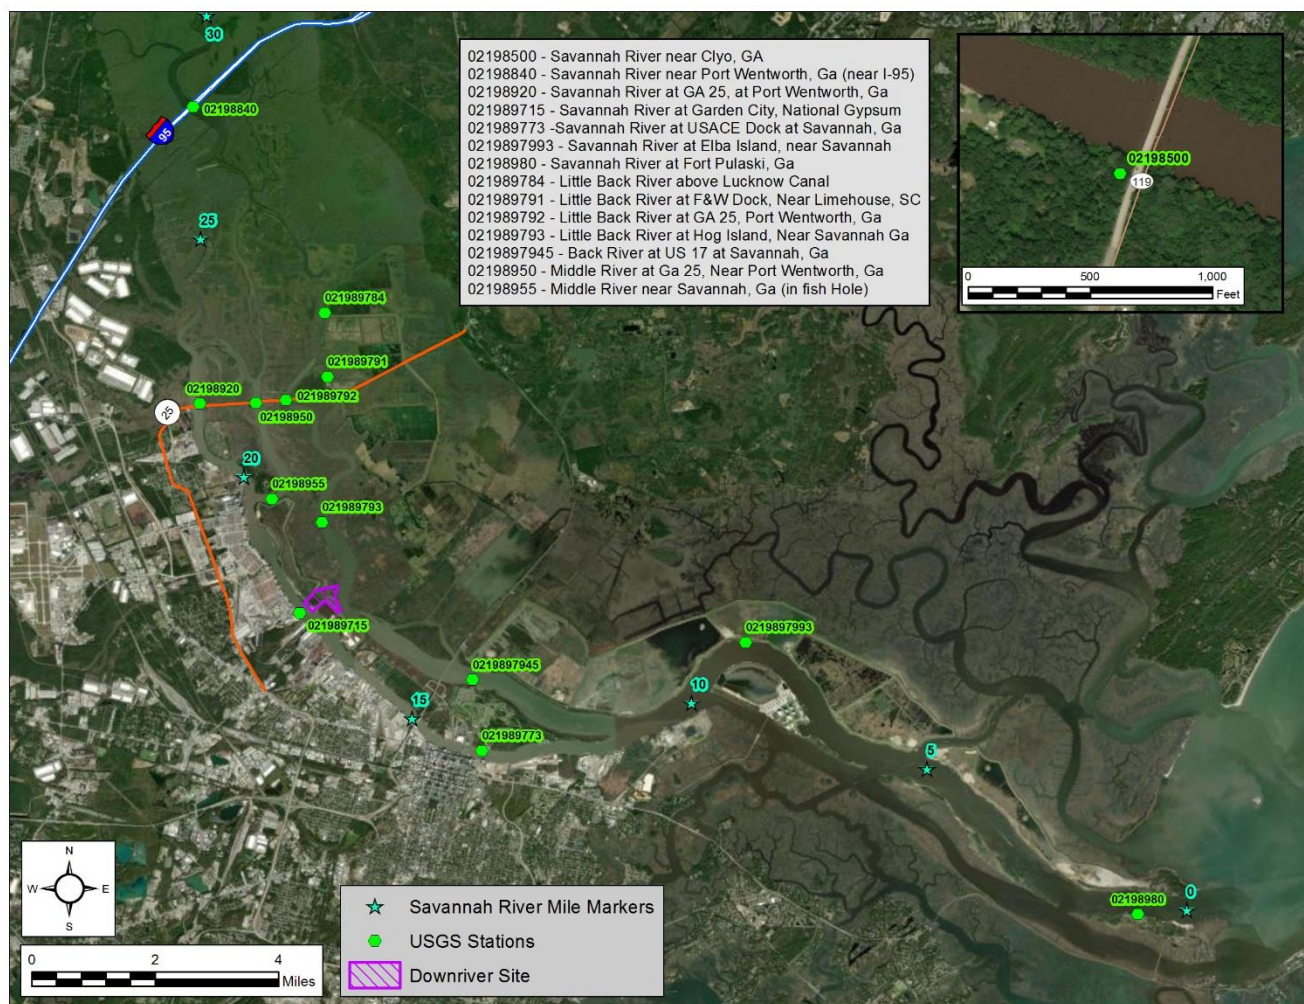 30
02198500 - Savannah River near Clyo, GA
02198840 - Savannah River near Port Wentworth, Ga (near I-95)
02198920 - Savannah River at GA 25, at Port Wentworth, Ga
021989715 - Savannah River at Garden City, National Gypsum
021989773 -Savannah River at USACE Dock at Savannah, Ga
0219897993 - Savannah River at Elba Island, near Savannah
02198980 - Savannah River at Fort Pulaski, Ga
021989784 - Little Back River above Lucknow Canal
021989791 - Little Back River at F&W Dock, Near Limehouse, SC
021989792 - Little Back River at GA 25, Port Wentworth, Ga
021989793 - Little Back River at Hog Island, Near Savannah Ga
0219897945 - Back River at US 17 at Savannah, Ga
02198950 - Middle River at Ga 25, Near Port Wentworth, Ga
02198955 - Middle River near Savannah, Ga (in fish Hole)
02198500
119
0 500 1,000
Feet
02198840
95
25
021989784
021989791
02198920
021989792
25
02198950
20
02198955
021989793
021989715
0219897993
0219897945
10
15
021989773
5
02198980
0
N
W E
S
0 2 4
Miles
Savannah River Mile Markers
USGS Stations
Downriver Site